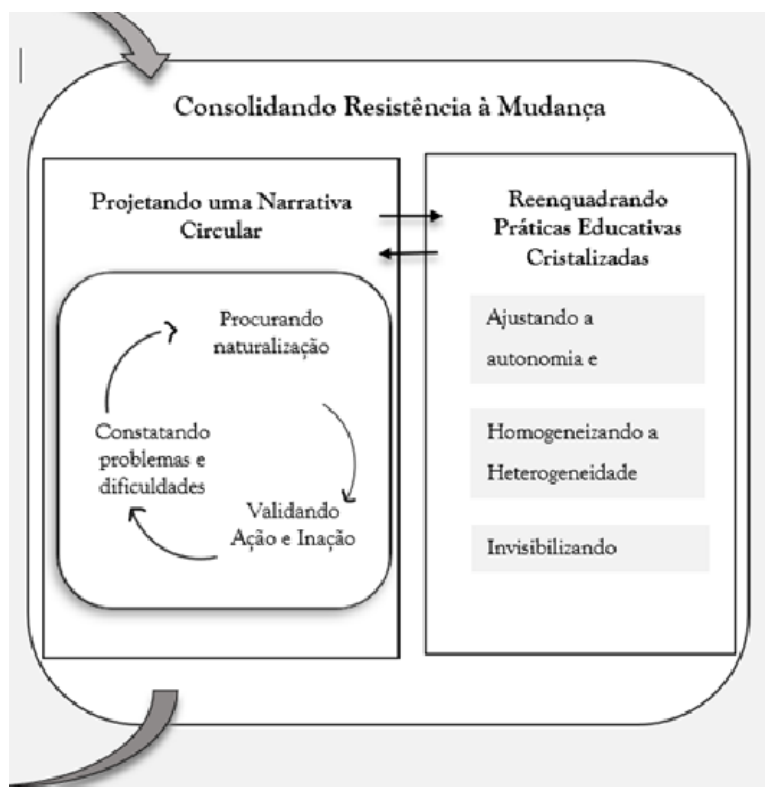 Consolidando Resistência à Mudança
Projetando uma Narrativa
Circular
Procurando
naturalização
Constatando
problemas e
dificuldades
Validando
Ação e Inação
Reenquadrando
Práticas Educativas
Cristalizadas
Ajustando a
autonomia e
Homogeneizando a
Heterogeneidade
Invisibilizando